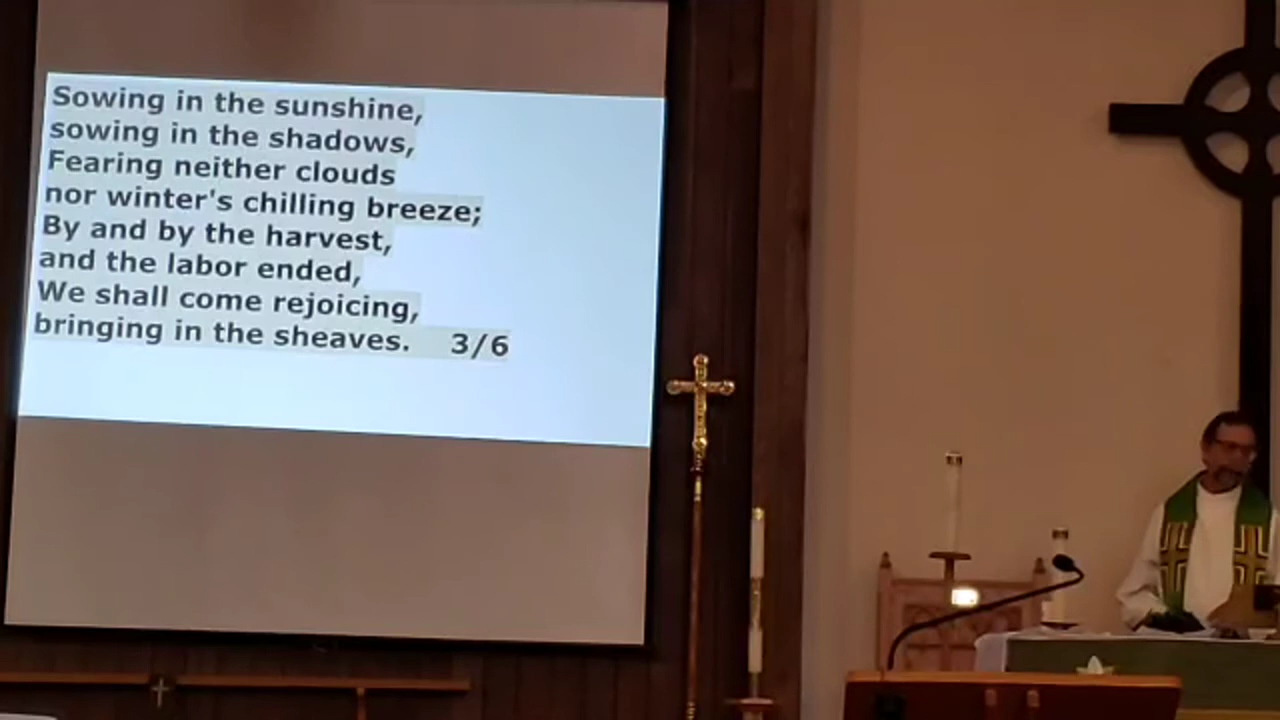 Sowing in the sunshine,
sowing in the shadows,
Fearing neither clouds
nor winter's chilling breeze;
By and by the harvest,
and the labor ended,
We shall come rejoicing,
bringing in the sheaves. 3/6